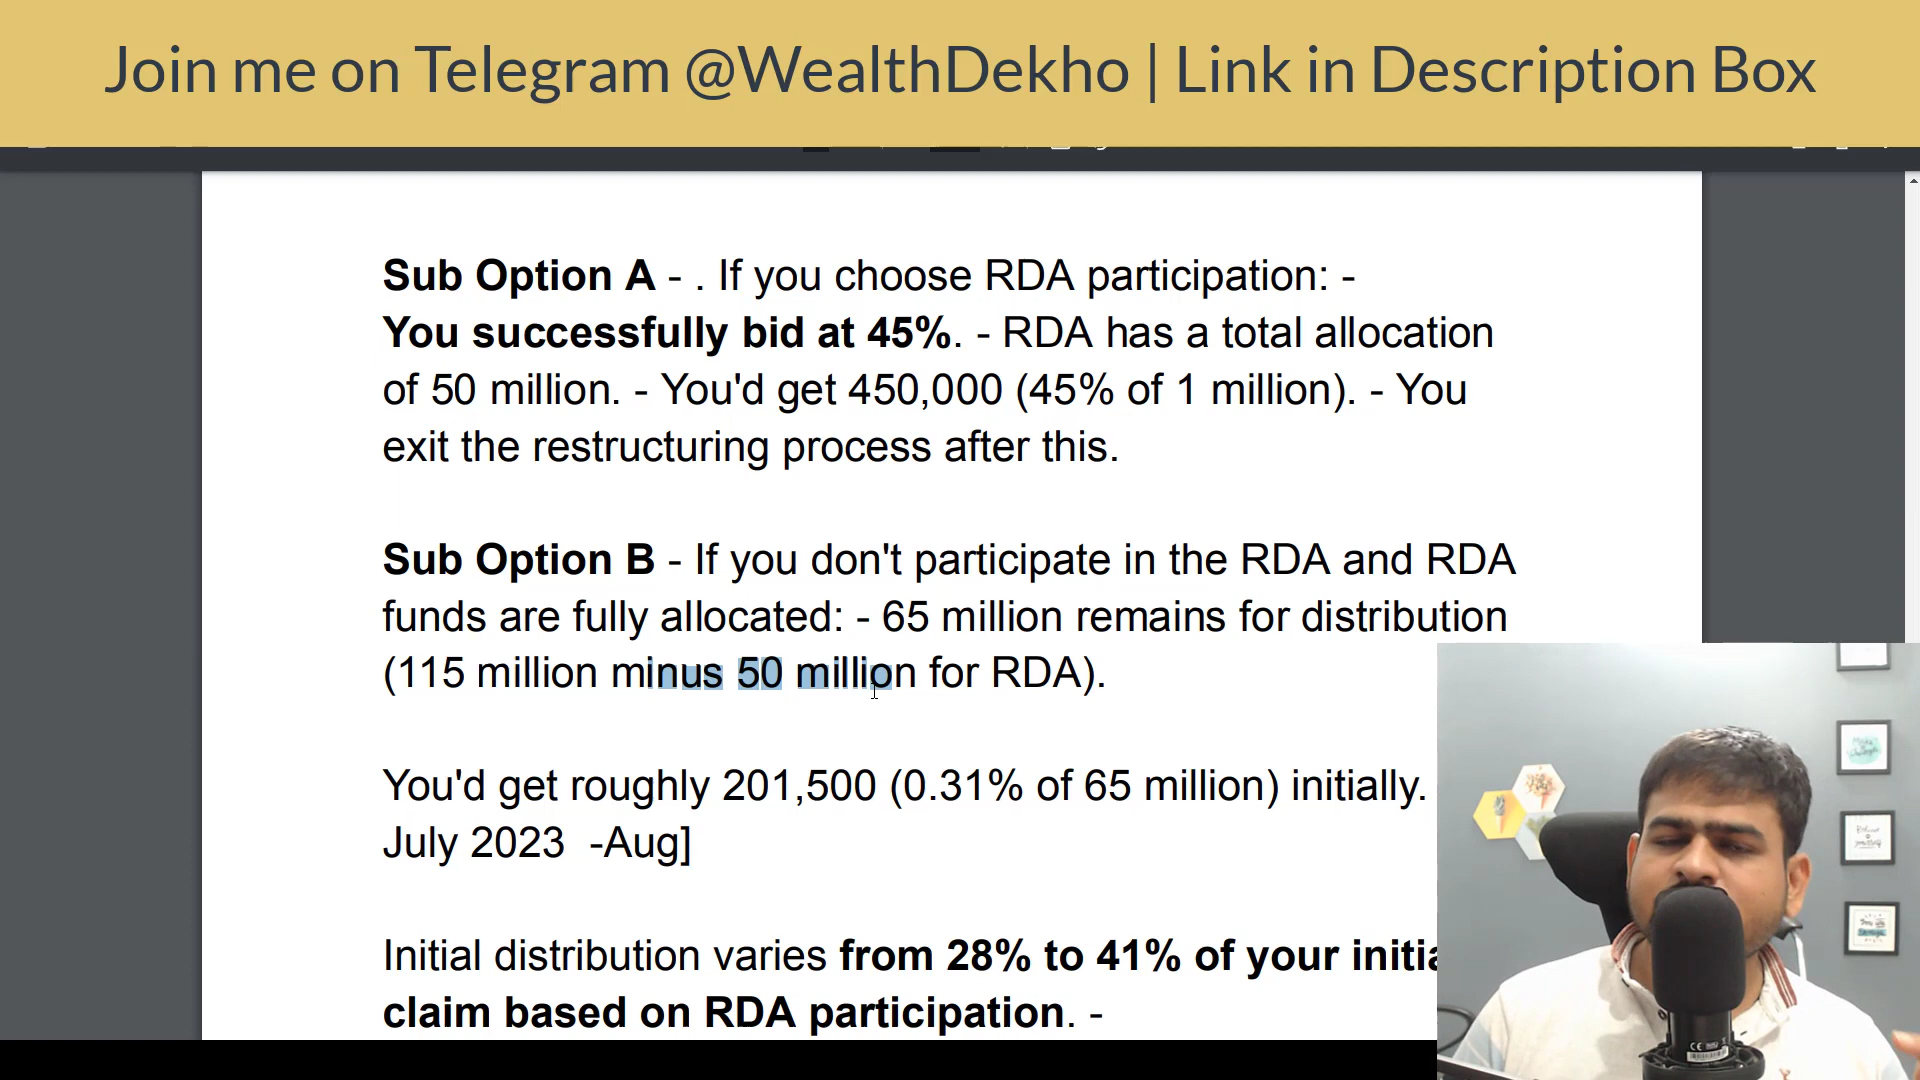 Join me on Telegram @WealthDekho | Link in Description Box
Sub Option A - . If you choose RDA participation: -
You successfully bid at 45%. - RDA has a total allocation
of 50 million. - You'd get 450,000 (45% of 1 million). - You
exit the restructuring process after this.
Sub Option B - If you don't participate in the RDA and RDA
funds are fully allocated: - 65 million remains for distribution
(115 million minus 50 million for RDA).
You'd get roughly 201,500 (0.31% of 65 million) initially.
July 2023  -Aug]
Initial distribution varies from 28% to 41% of your
claim based on RDA participation. -